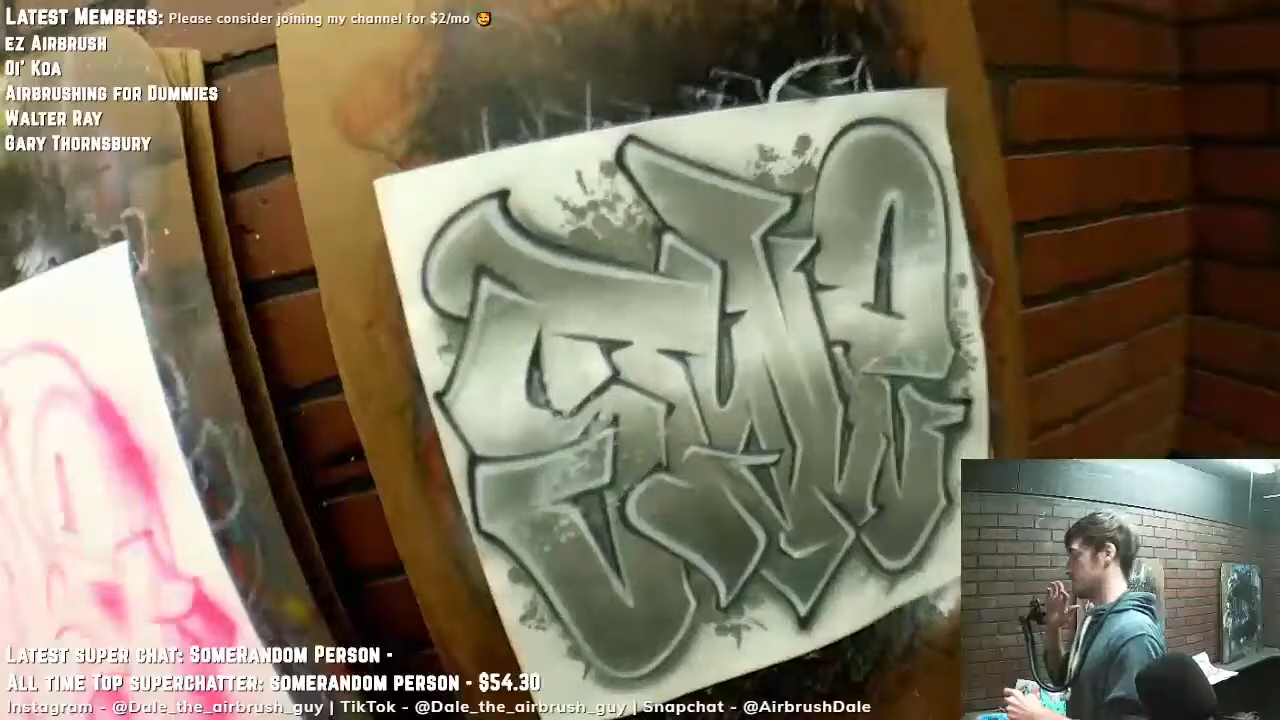 Latest Members: Please consider joining my channel for $2/mo 🥰
EZ Airbrush
Ol' Koa
Airbrushing for Dummies
Walter Ray
Gary Thornsbury
Latest super chat: SomeRandom Person -
All time Top superchatter: somerandom person - $54.30
Instagram - @Dale_the_airbrush_guy | TikTok - @Dale_the_airbrush_guy | Snapchat - @AirbrushDale